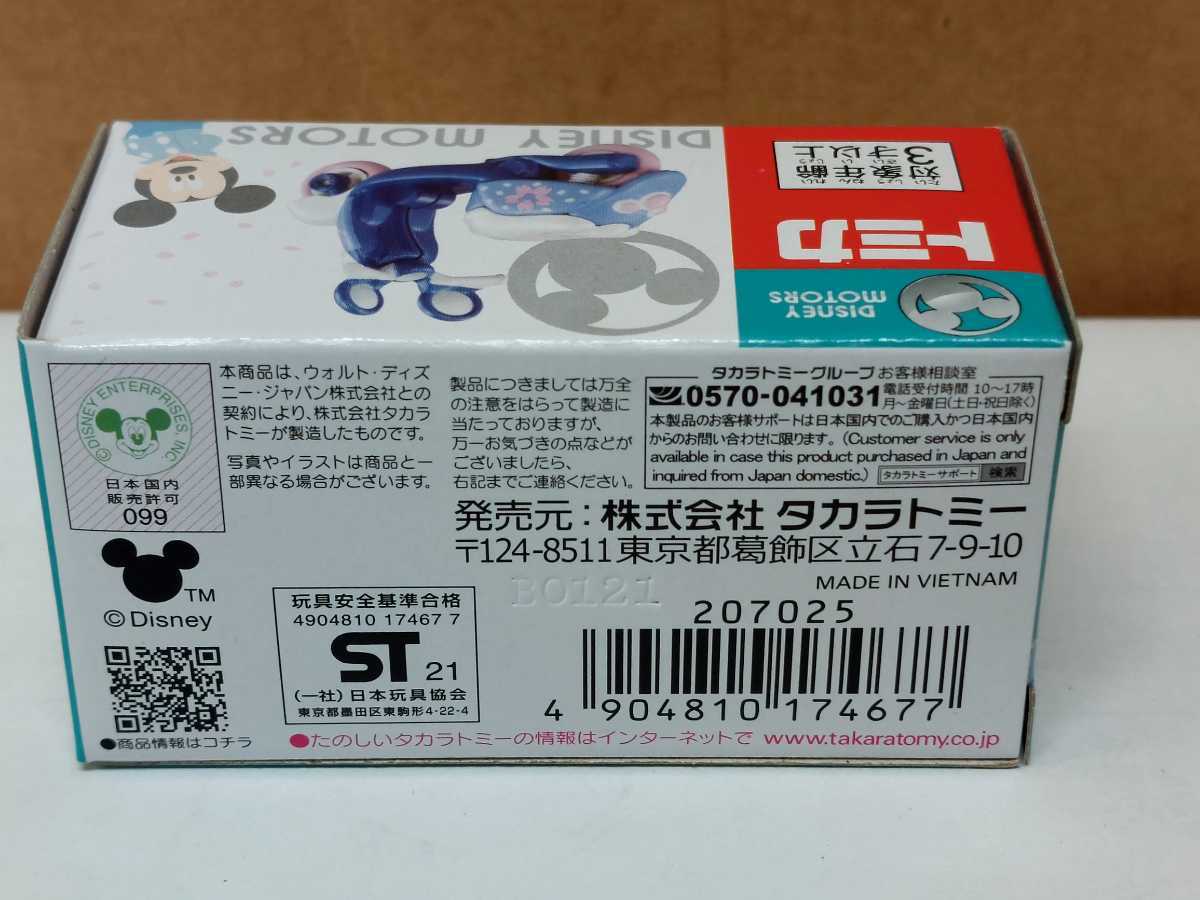 DISNEY MOTORS
たいしょうねんれい
対象年齢
さい いじょう
3才以上
トミカ
DISNEY
MOTORS
©DISNEY ENTERPRISES INC
日本国内
販売許可
099
本商品は、ウォルト・ディズ
ニー・ジャパン株式会社との
契約により、株式会社タカラ
トミーが製造したものです。
写真やイラストは商品と一
部異なる場合がございます。
製品につきましては万全
の注意をはらって製造に
当たっておりますが、
万一お気づきの点などが
ございましたら、
右記までご連絡ください。
タカラトミーグループお客様相談室
0570-041031
電話受付時間 10〜17時
月〜金曜日(土日・祝日除く)
本製品のお客様サポートは日本国内でのご購入かつ日本国内
からのお問い合わせに限ります。(Customer service is only
available in case this product purchased in Japan and
inquired from Japan domestic.)
タカラトミーサポート 検索
発売元:株式会社 タカラトミー
〒124-8511東京都葛飾区立石7-9-10
MADE IN VIETNAM
B0121
TM
©Disney
●商品情報はコチラ
玩具安全基準合格
4904810 17467 7
ST 21
(一社)日本玩具協会
東京都墨田区東駒形4-22-4
207025
4 904810 174677
●たのしいタカラトミーの情報はインターネットで www.takaratomy.co.jp